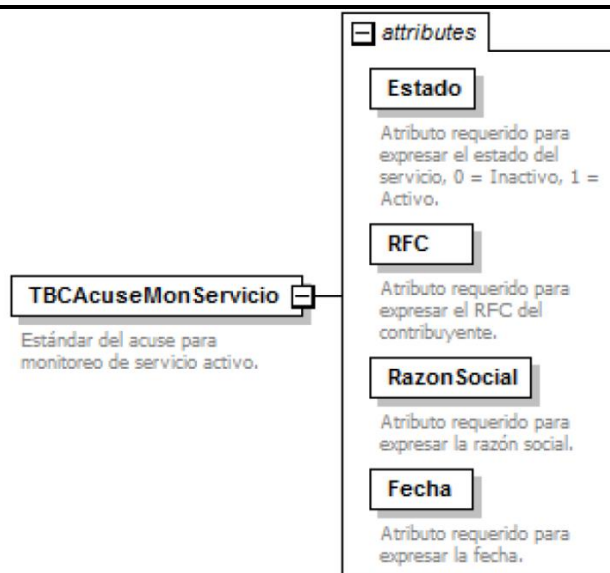 attributes
Estado
Atributo requerido para
expresar el estado del
servicio, 0 = Inactivo, 1 =
Activo.
RFC
Atributo requerido para
expresar el RFC del
contribuyente.
TBCAcuseMonServicio
Estándar del acuse para
monitoreo de servicio activo.
RazonSocial
Atributo requerido para
expresar la razón social.
Fecha
Atributo requerido para
expresar la fecha.